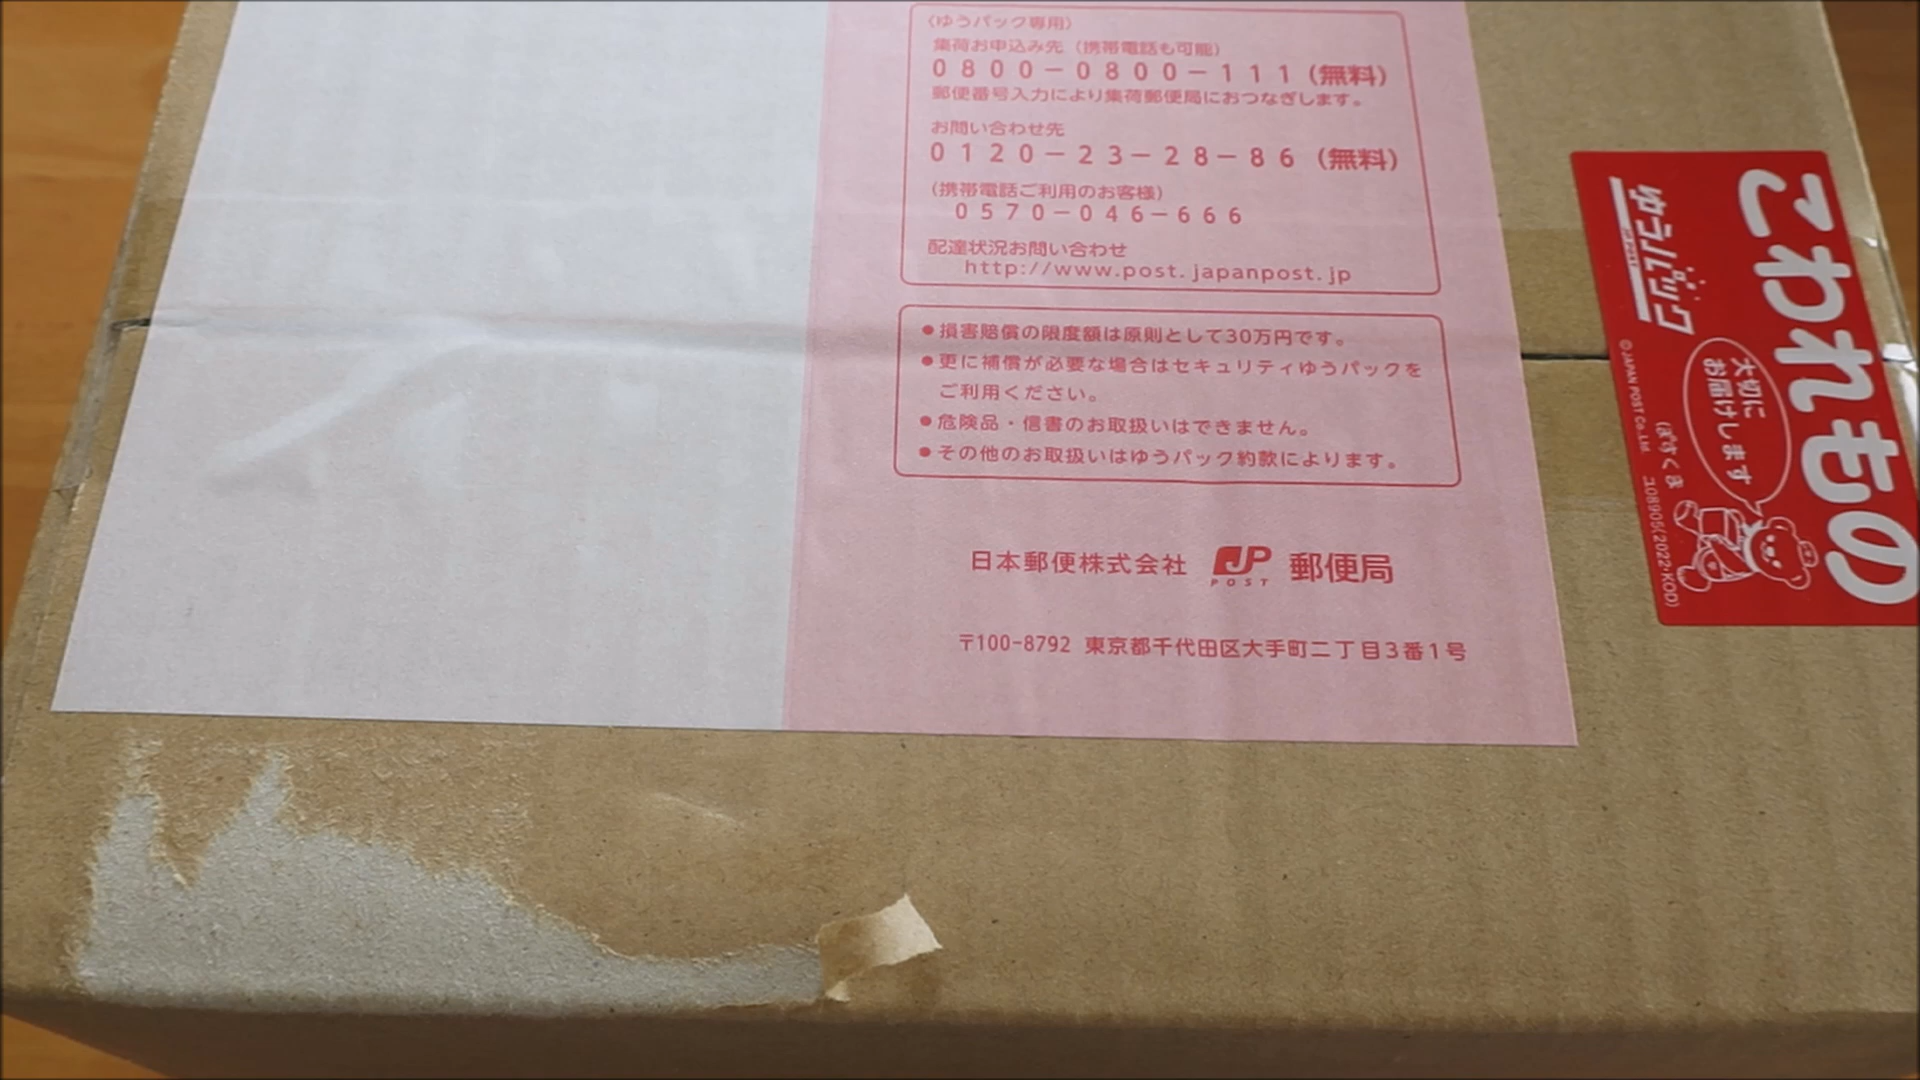 〈ゆうパック専用〉
集荷お申込み先（携帯電話も可能）
0800－0800－111（無料）
郵便番号入力により集荷郵便局におつなぎします。
お問い合わせ先
0120－23－28－86（無料）
（携帯電話ご利用のお客様）
0570－046－666
配達状況お問い合わせ
http://www.post.japanpost.jp
●損害賠償の限度額は原則として30万円です。
●更に補償が必要な場合はセキュリティゆうパックを
ご利用ください。
●危険品・信書のお取扱いはできません。
●その他のお取扱いはゆうパック約款によります。
日本郵便株式会社 JP POST 郵便局
〒100-8792 東京都千代田区大手町二丁目3番1号
こわれもの
大切に
お届けします
ゆうパック
ぽすくま
©JAPAN POST Co.,Ltd.